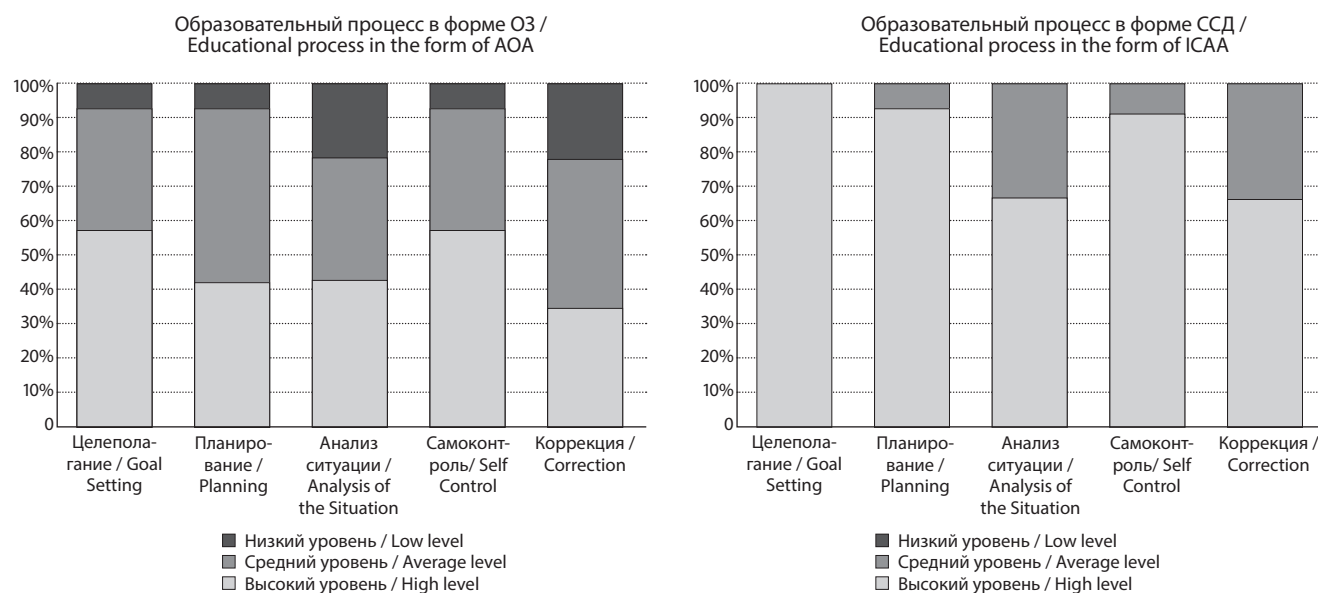 Образовательный процесс в форме ОЗ /
Educational process in the form of AOA
100%
90%
80%
70%
60%
50%
40%
30%
20%
10%
0
Целепола-
гание / Goal
Setting
Планиро-
вание /
Planning
Анализ
ситуации /
Analysis of
the Situation
Самоконт-
роль/ Self
Control
Коррекция /
Correction
Низкий уровень / Low level
Средний уровень / Average level
Высокий уровень / High level
Образовательный процесс в форме ССД /
Educational process in the form of ICAA
100%
90%
80%
70%
60%
50%
40%
30%
20%
10%
0
Целепола-
гание / Goal
Setting
Планиро-
вание /
Planning
Анализ
ситуации /
Analysis of
the Situation
Самоконт-
роль/ Self
Control
Коррекция /
Correction
Низкий уровень / Low level
Средний уровень / Average level
Высокий уровень / High level